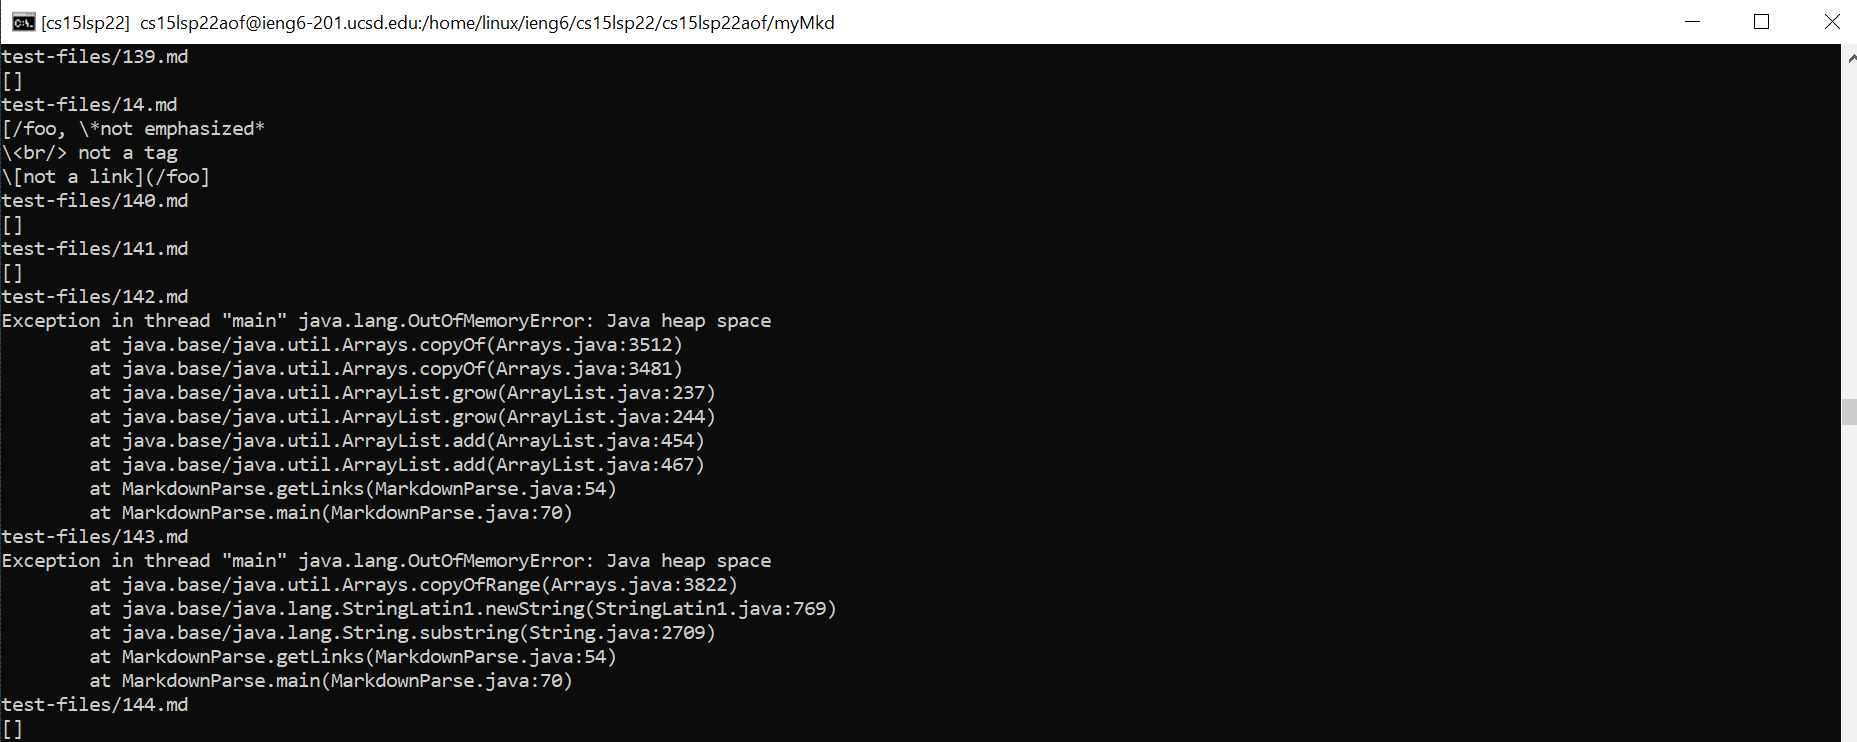 [cs15lsp22]  cs15lsp22aof@ieng6-201.ucsd.edu:/home/linux/ieng6/cs15lsp22/cs15lsp22aof/myMkd
test-files/139.md
[]
test-files/14.md
[/foo, \*not emphasized*
\<br/> not a tag
\[not a link](/foo]
test-files/140.md
[]
test-files/141.md
[]
test-files/142.md
Exception in thread "main" java.lang.OutOfMemoryError: Java heap space
        at java.base/java.util.Arrays.copyOf(Arrays.java:3512)
        at java.base/java.util.Arrays.copyOf(Arrays.java:3481)
        at java.base/java.util.ArrayList.grow(ArrayList.java:237)
        at java.base/java.util.ArrayList.grow(ArrayList.java:244)
        at java.base/java.util.ArrayList.add(ArrayList.java:454)
        at java.base/java.util.ArrayList.add(ArrayList.java:467)
        at MarkdownParse.getLinks(MarkdownParse.java:54)
        at MarkdownParse.main(MarkdownParse.java:70)
test-files/143.md
Exception in thread "main" java.lang.OutOfMemoryError: Java heap space
        at java.base/java.util.Arrays.copyOfRange(Arrays.java:3822)
        at java.base/java.lang.StringLatin1.newString(StringLatin1.java:769)
        at java.base/java.lang.String.substring(String.java:2709)
        at MarkdownParse.getLinks(MarkdownParse.java:54)
        at MarkdownParse.main(MarkdownParse.java:70)
test-files/144.md
[]